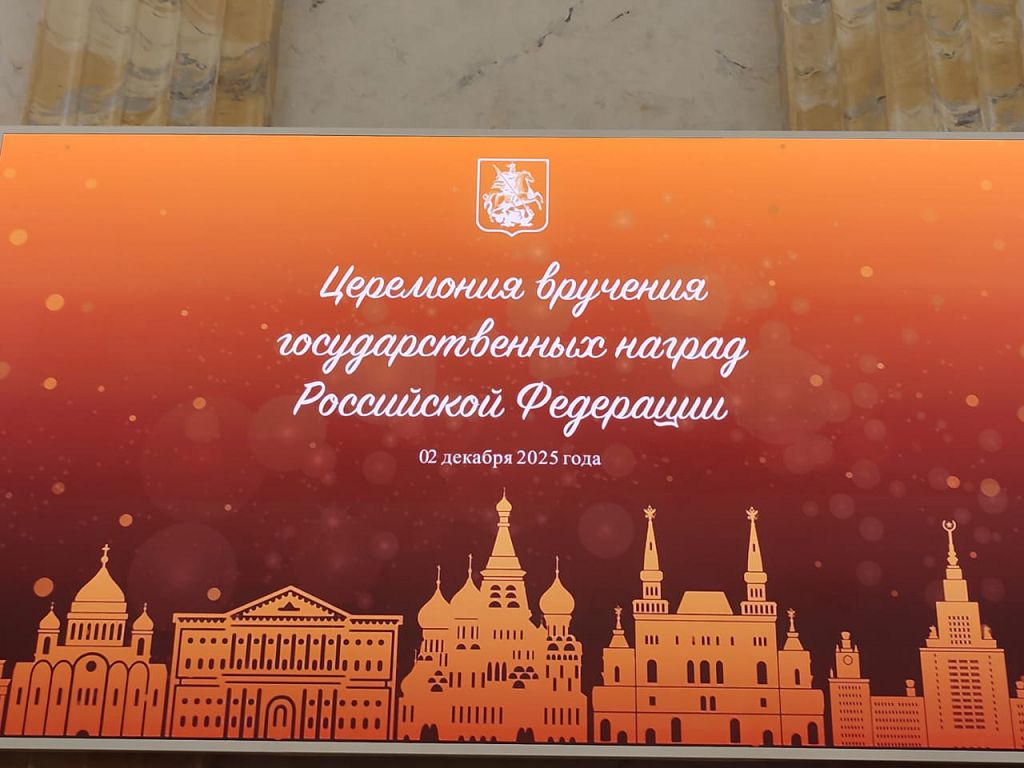 Церемония вручения
государственных наград
Российской Федерации
02 декабря 2025 года